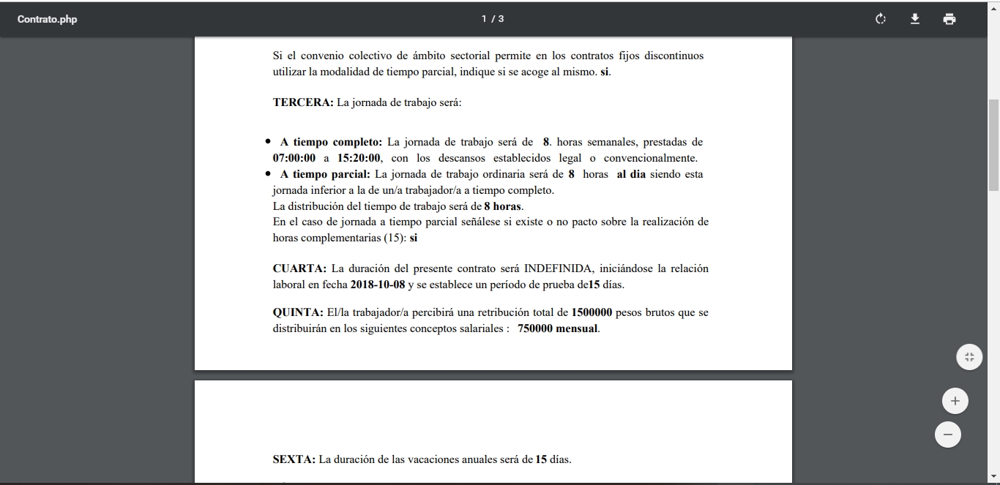 Contrato.php
1 / 3
Si el convenio colectivo de ámbito sectorial permite en los contratos fijos discontinuos
utilizar la modalidad de tiempo parcial, indique si se acoge al mismo. si.
TERCERA: La jornada de trabajo será:
• A tiempo completo: La jornada de trabajo será de 8. horas semanales, prestadas de
07:00:00 a 15:20:00, con los descansos establecidos legal o convencionalmente.
• A tiempo parcial: La jornada de trabajo ordinaria será de 8 horas al dia siendo esta
jornada inferior a la de un/a trabajador/a a tiempo completo.
La distribución del tiempo de trabajo será de 8 horas.
En el caso de jornada a tiempo parcial señálese si existe o no pacto sobre la realización de
horas complementarias (15): si
CUARTA: La duración del presente contrato será INDEFINIDA, iniciándose la relación
laboral en fecha 2018-10-08 y se establece un período de prueba de15 días.
QUINTA: El/la trabajador/a percibirá una retribución total de 1500000 pesos brutos que se
distribuirán en los siguientes conceptos salariales : 750000 mensual.
SEXTA: La duración de las vacaciones anuales será de 15 días.